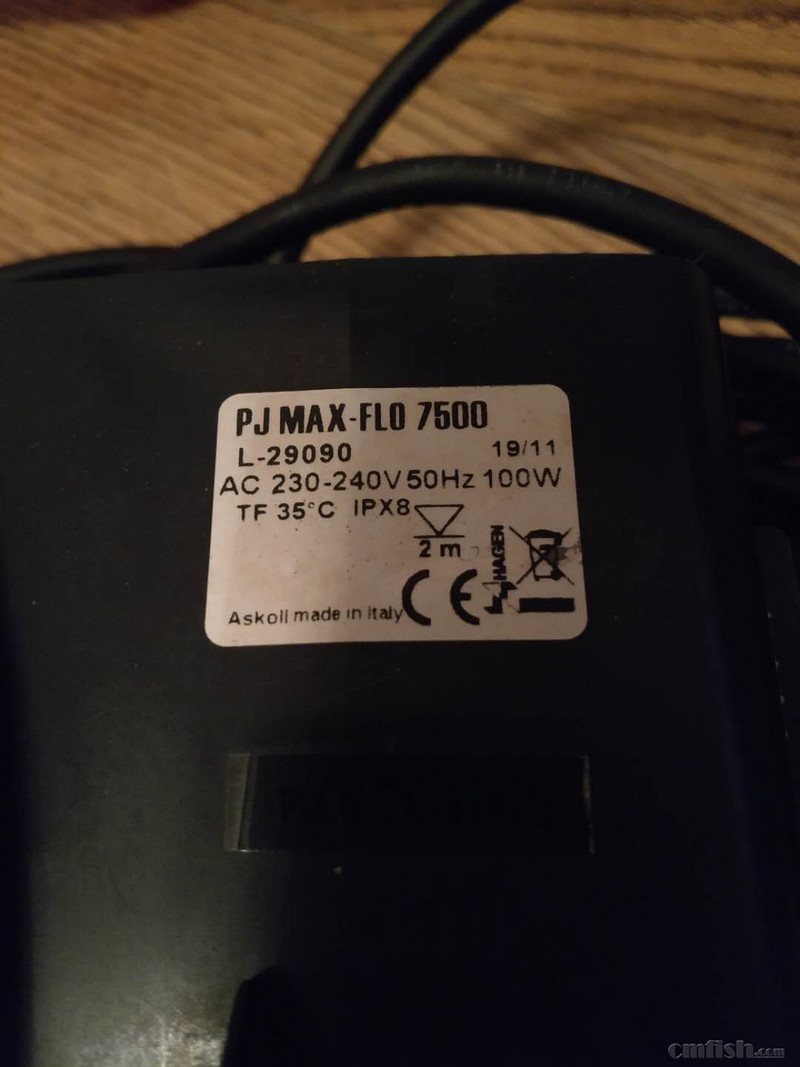 PJ MAX-FLO 7500
L-29090 19/11
AC 230-240V 50Hz 100W
TF 35°C IPX8
2 m
HAGEN
Askoll made in Italy CE
cmfish.com